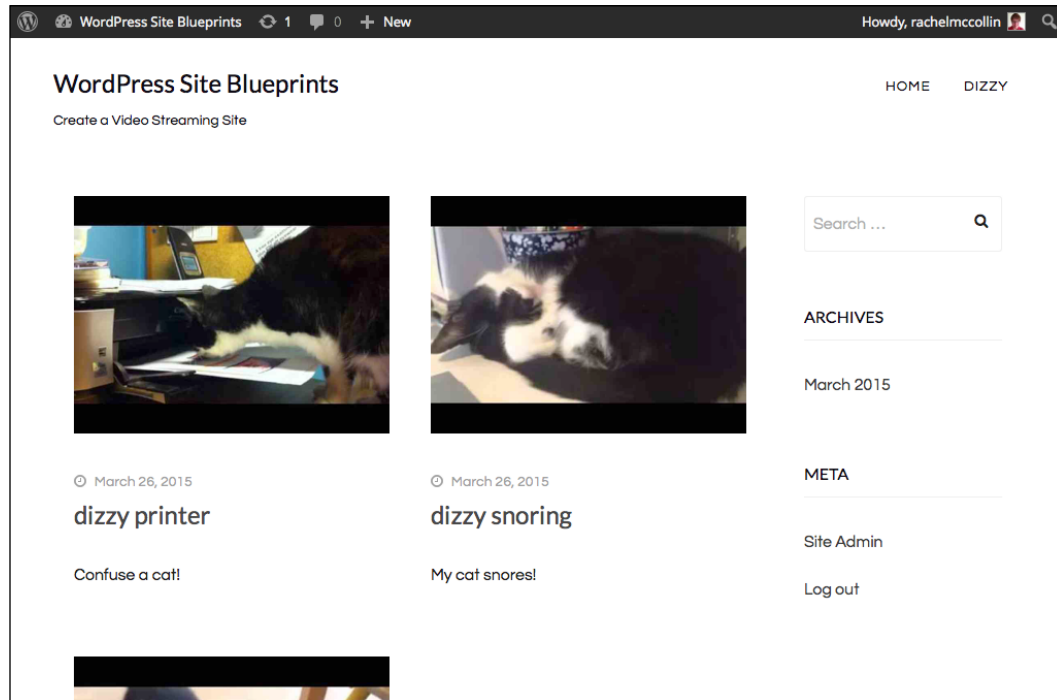 WordPress Site Blueprints 1 0 New Howdy, rachelmccollin
WordPress Site Blueprints
Create a Video Streaming Site
HOME DIZZY
March 26, 2015
dizzy printer
Confuse a cat!
March 26, 2015
dizzy snoring
My cat snores!
Search ...
ARCHIVES
March 2015
META
Site Admin
Log out